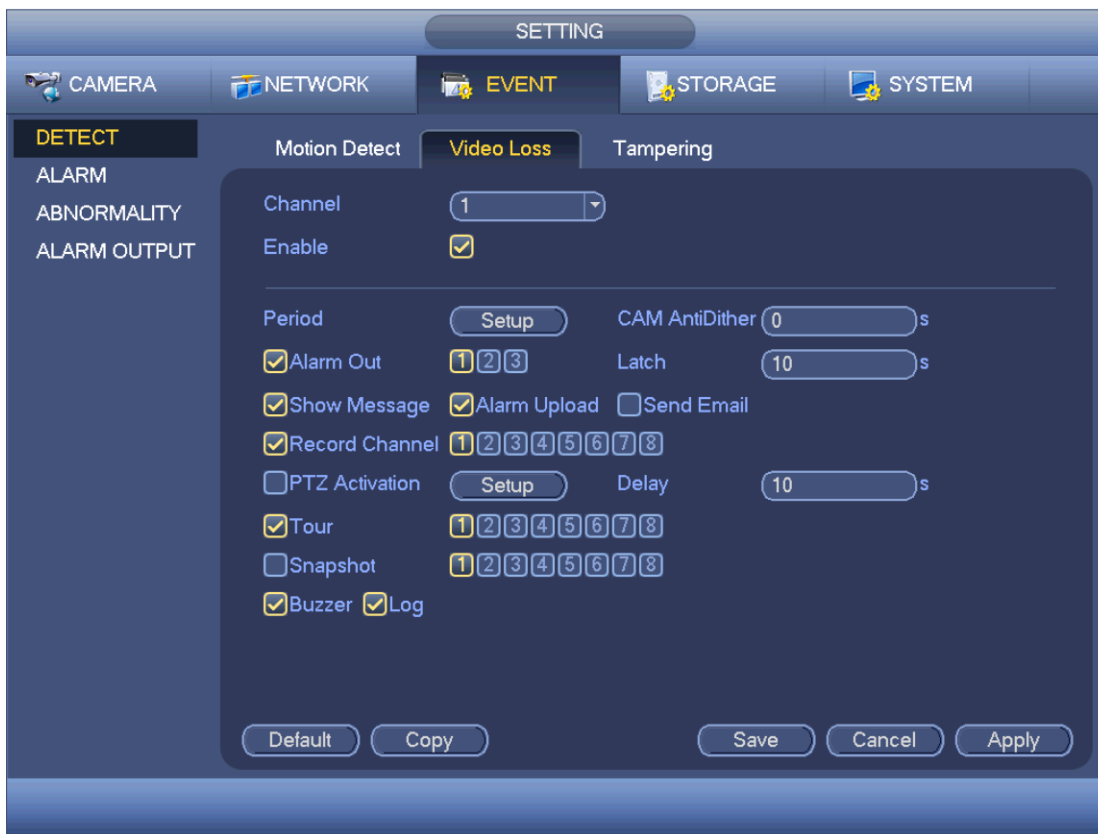 SETTING
CAMERA NETWORK EVENT STORAGE SYSTEM
DETECT
ALARM
ABNORMALITY
ALARM OUTPUT
Motion Detect Video Loss Tampering
Channel 1
Enable
Period Setup CAM AntiDither 0 s
Alarm Out 1 2 3 Latch 10 s
Show Message Alarm Upload Send Email
Record Channel 1 2 3 4 5 6 7 8
PTZ Activation Setup Delay 10 s
Tour 1 2 3 4 5 6 7 8
Snapshot 1 2 3 4 5 6 7 8
Buzzer Log
Default Copy Save Cancel Apply